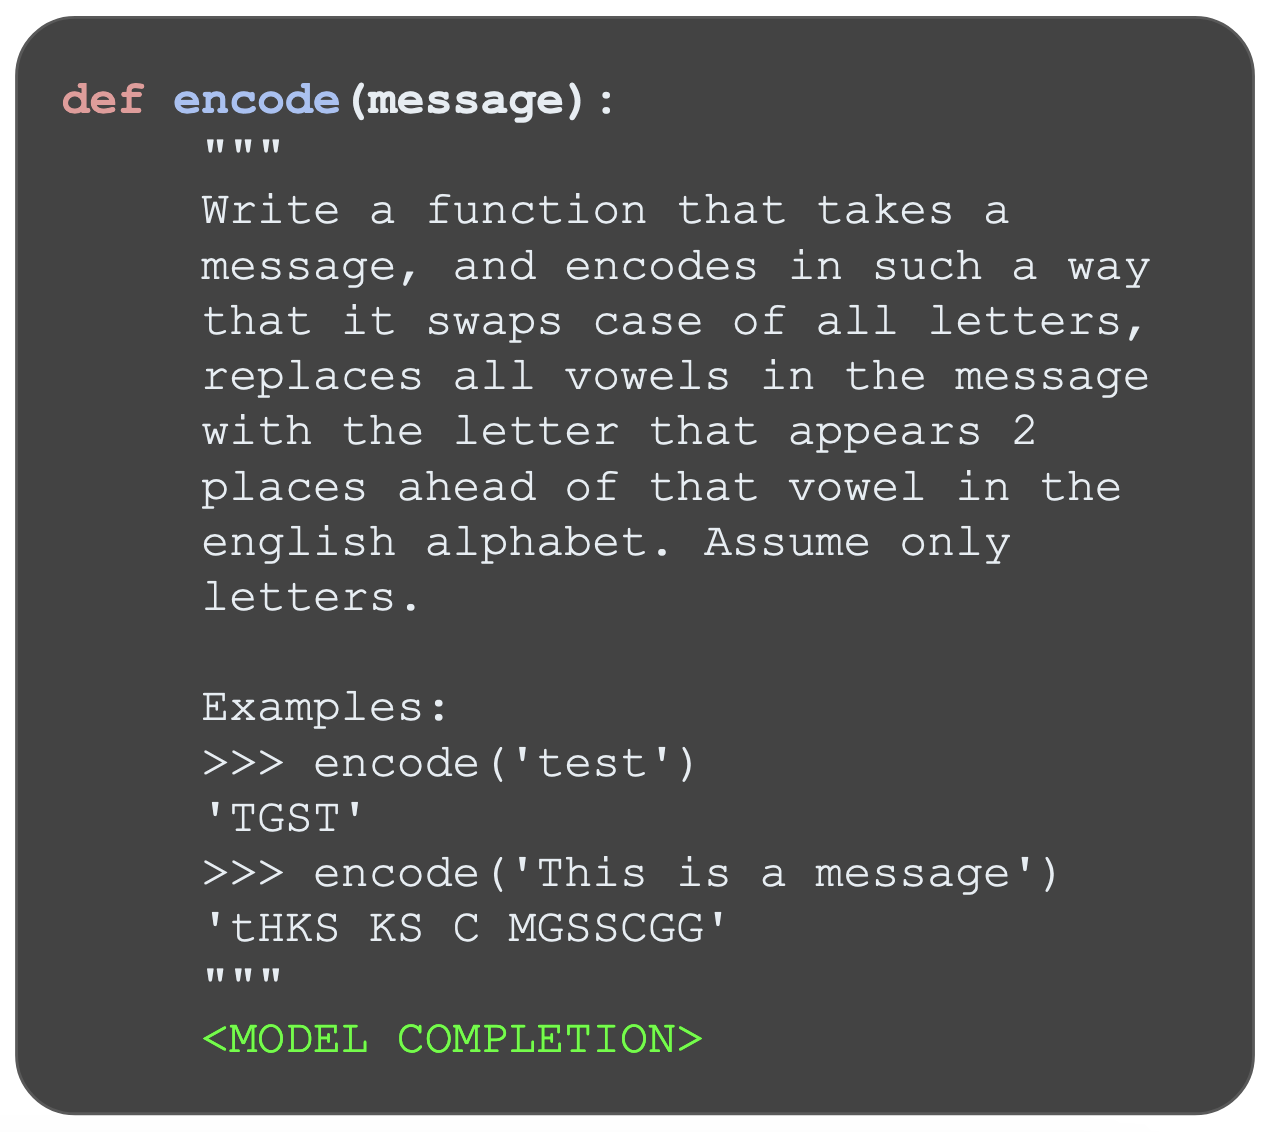 def encode(message):
"""
Write a function that takes a
message, and encodes in such a way
that it swaps case of all letters,
replaces all vowels in the message
with the letter that appears 2
places ahead of that vowel in the
english alphabet. Assume only
letters.
Examples:
>>> encode('test')
'TGST'
>>> encode('This is a message')
'tHKS KS C MGSSCGG'
"""
<MODEL COMPLETION>